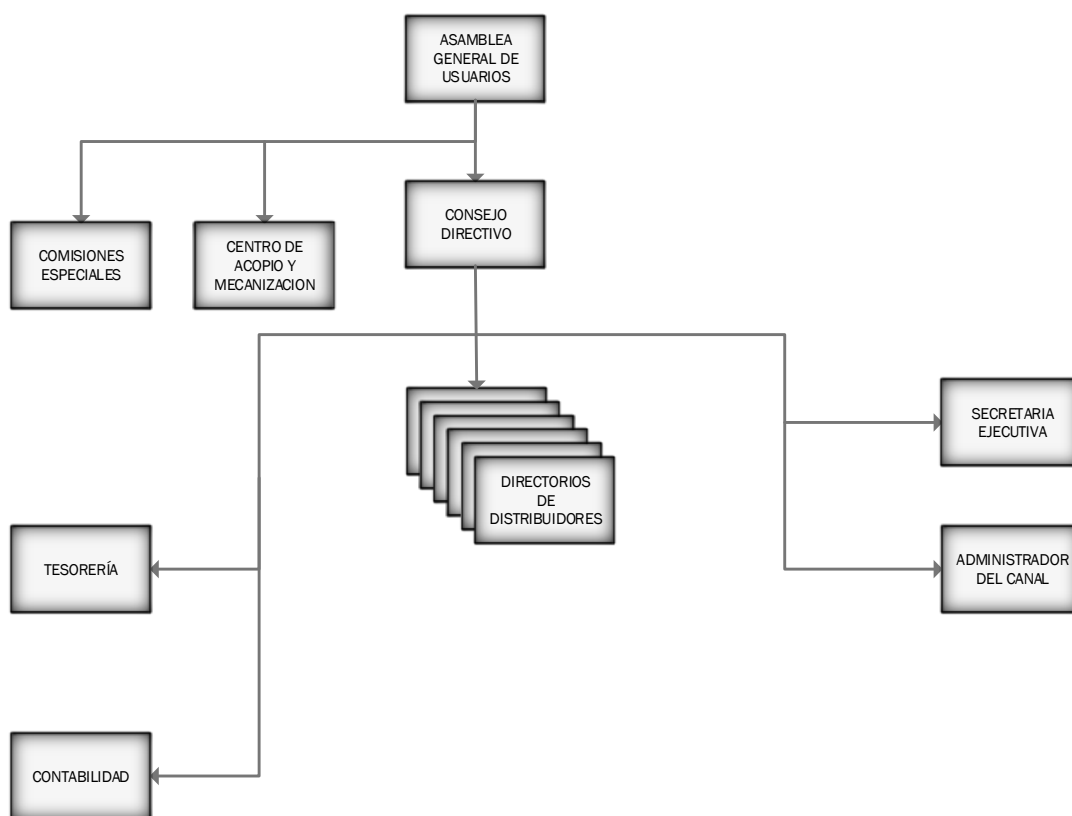 ASAMBLEA
GENERAL DE
USUARIOS
CONSEJO
DIRECTIVO
COMISIONES
ESPECIALES
CENTRO DE
ACOPIO Y
MECANIZACION
SECRETARIA
EJECUTIVA
DIRECTORIOS
DE
DISTRIBUIDORES
TESORERÍA
ADMINISTRADOR
DEL CANAL
CONTABILIDAD